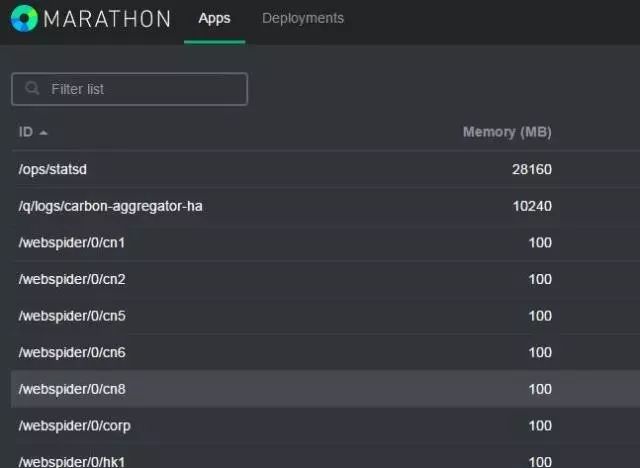 MARATHON Apps Deployments
Filter list
ID Memory (MB)
/ops/statsd 28160
/q/logs/carbon-aggregator-ha 10240
/webspider/0/cn1 100
/webspider/0/cn2 100
/webspider/0/cn5 100
/webspider/0/cn6 100
/webspider/0/cn8 100
/webspider/0/corp 100
/webspider/0/hk1 100